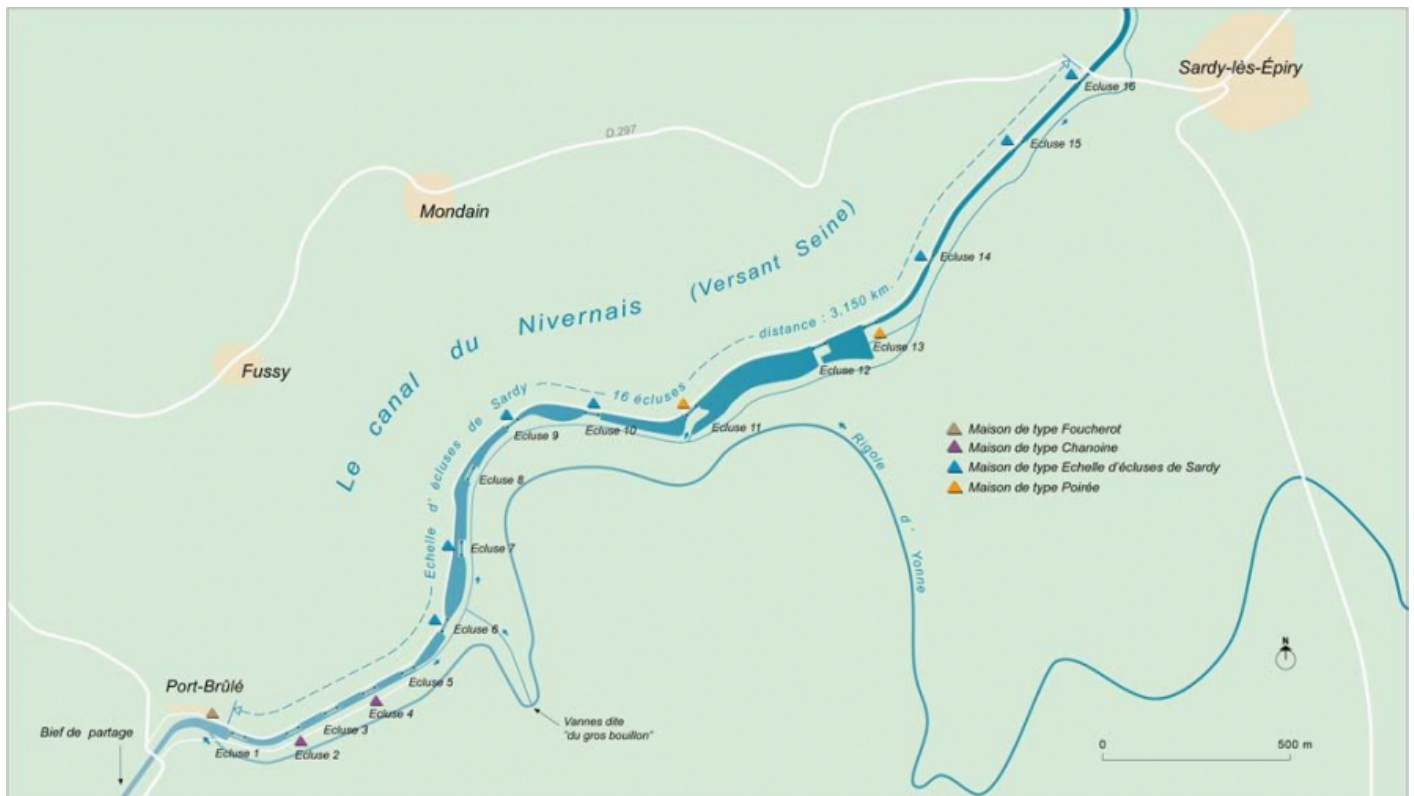 Sardy-lès-Épiry
Ecluse 16
D.297
Ecluse 15
Mondain
Le canal du Nivernais (Versant Seine)
Ecluse 14
distance : 3,150 km.
Ecluse 13
Fussy
Ecluse 12
16 écluses
Echelle d' écluses de Sardy
Ecluse 11
Ecluse 10
Ecluse 9
Maison de type Foucherot
Maison de type Chanoine
Maison de type Echelle d'écluses de Sardy
Maison de type Poirée
Rigole d' Yonne
Ecluse 8
Ecluse 7
Ecluse 6
N
Ecluse 5
Port-Brûlé
Ecluse 4
Vannes dite
"du gros bouillon"
Ecluse 3
Bief de partage
Ecluse 1
Ecluse 2
0 500 m